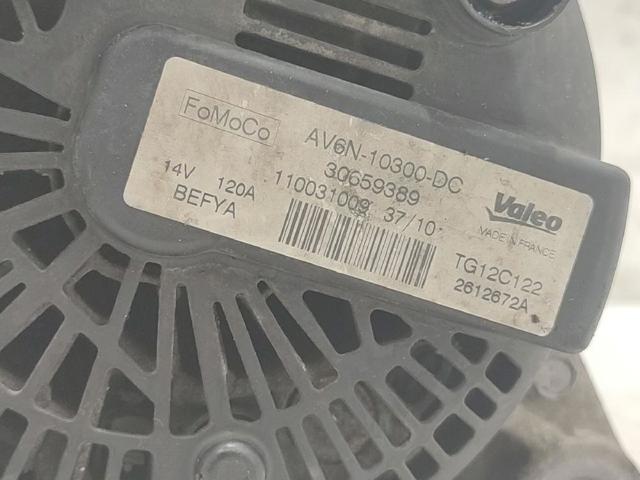 FoMoCo
AV6N-10300-DC
30659389
14V 120A
110031009 37/10
BEFYA
Valeo
MADE IN FRANCE
TG12C122
2612672A